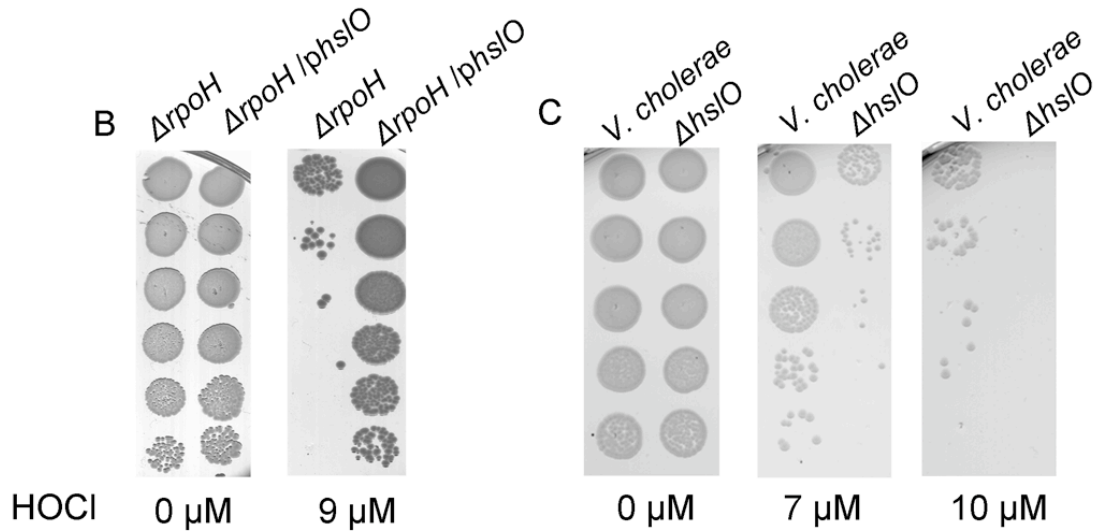 B
ΔrpoH
ΔrpoH /phslO
ΔrpoH
ΔrpoH /phslO
C
V. cholerae
ΔhslO
V. cholerae
ΔhslO
V. cholerae
ΔhslO
HOCl 0 µM 9 µM 0 µM 7 µM 10 µM